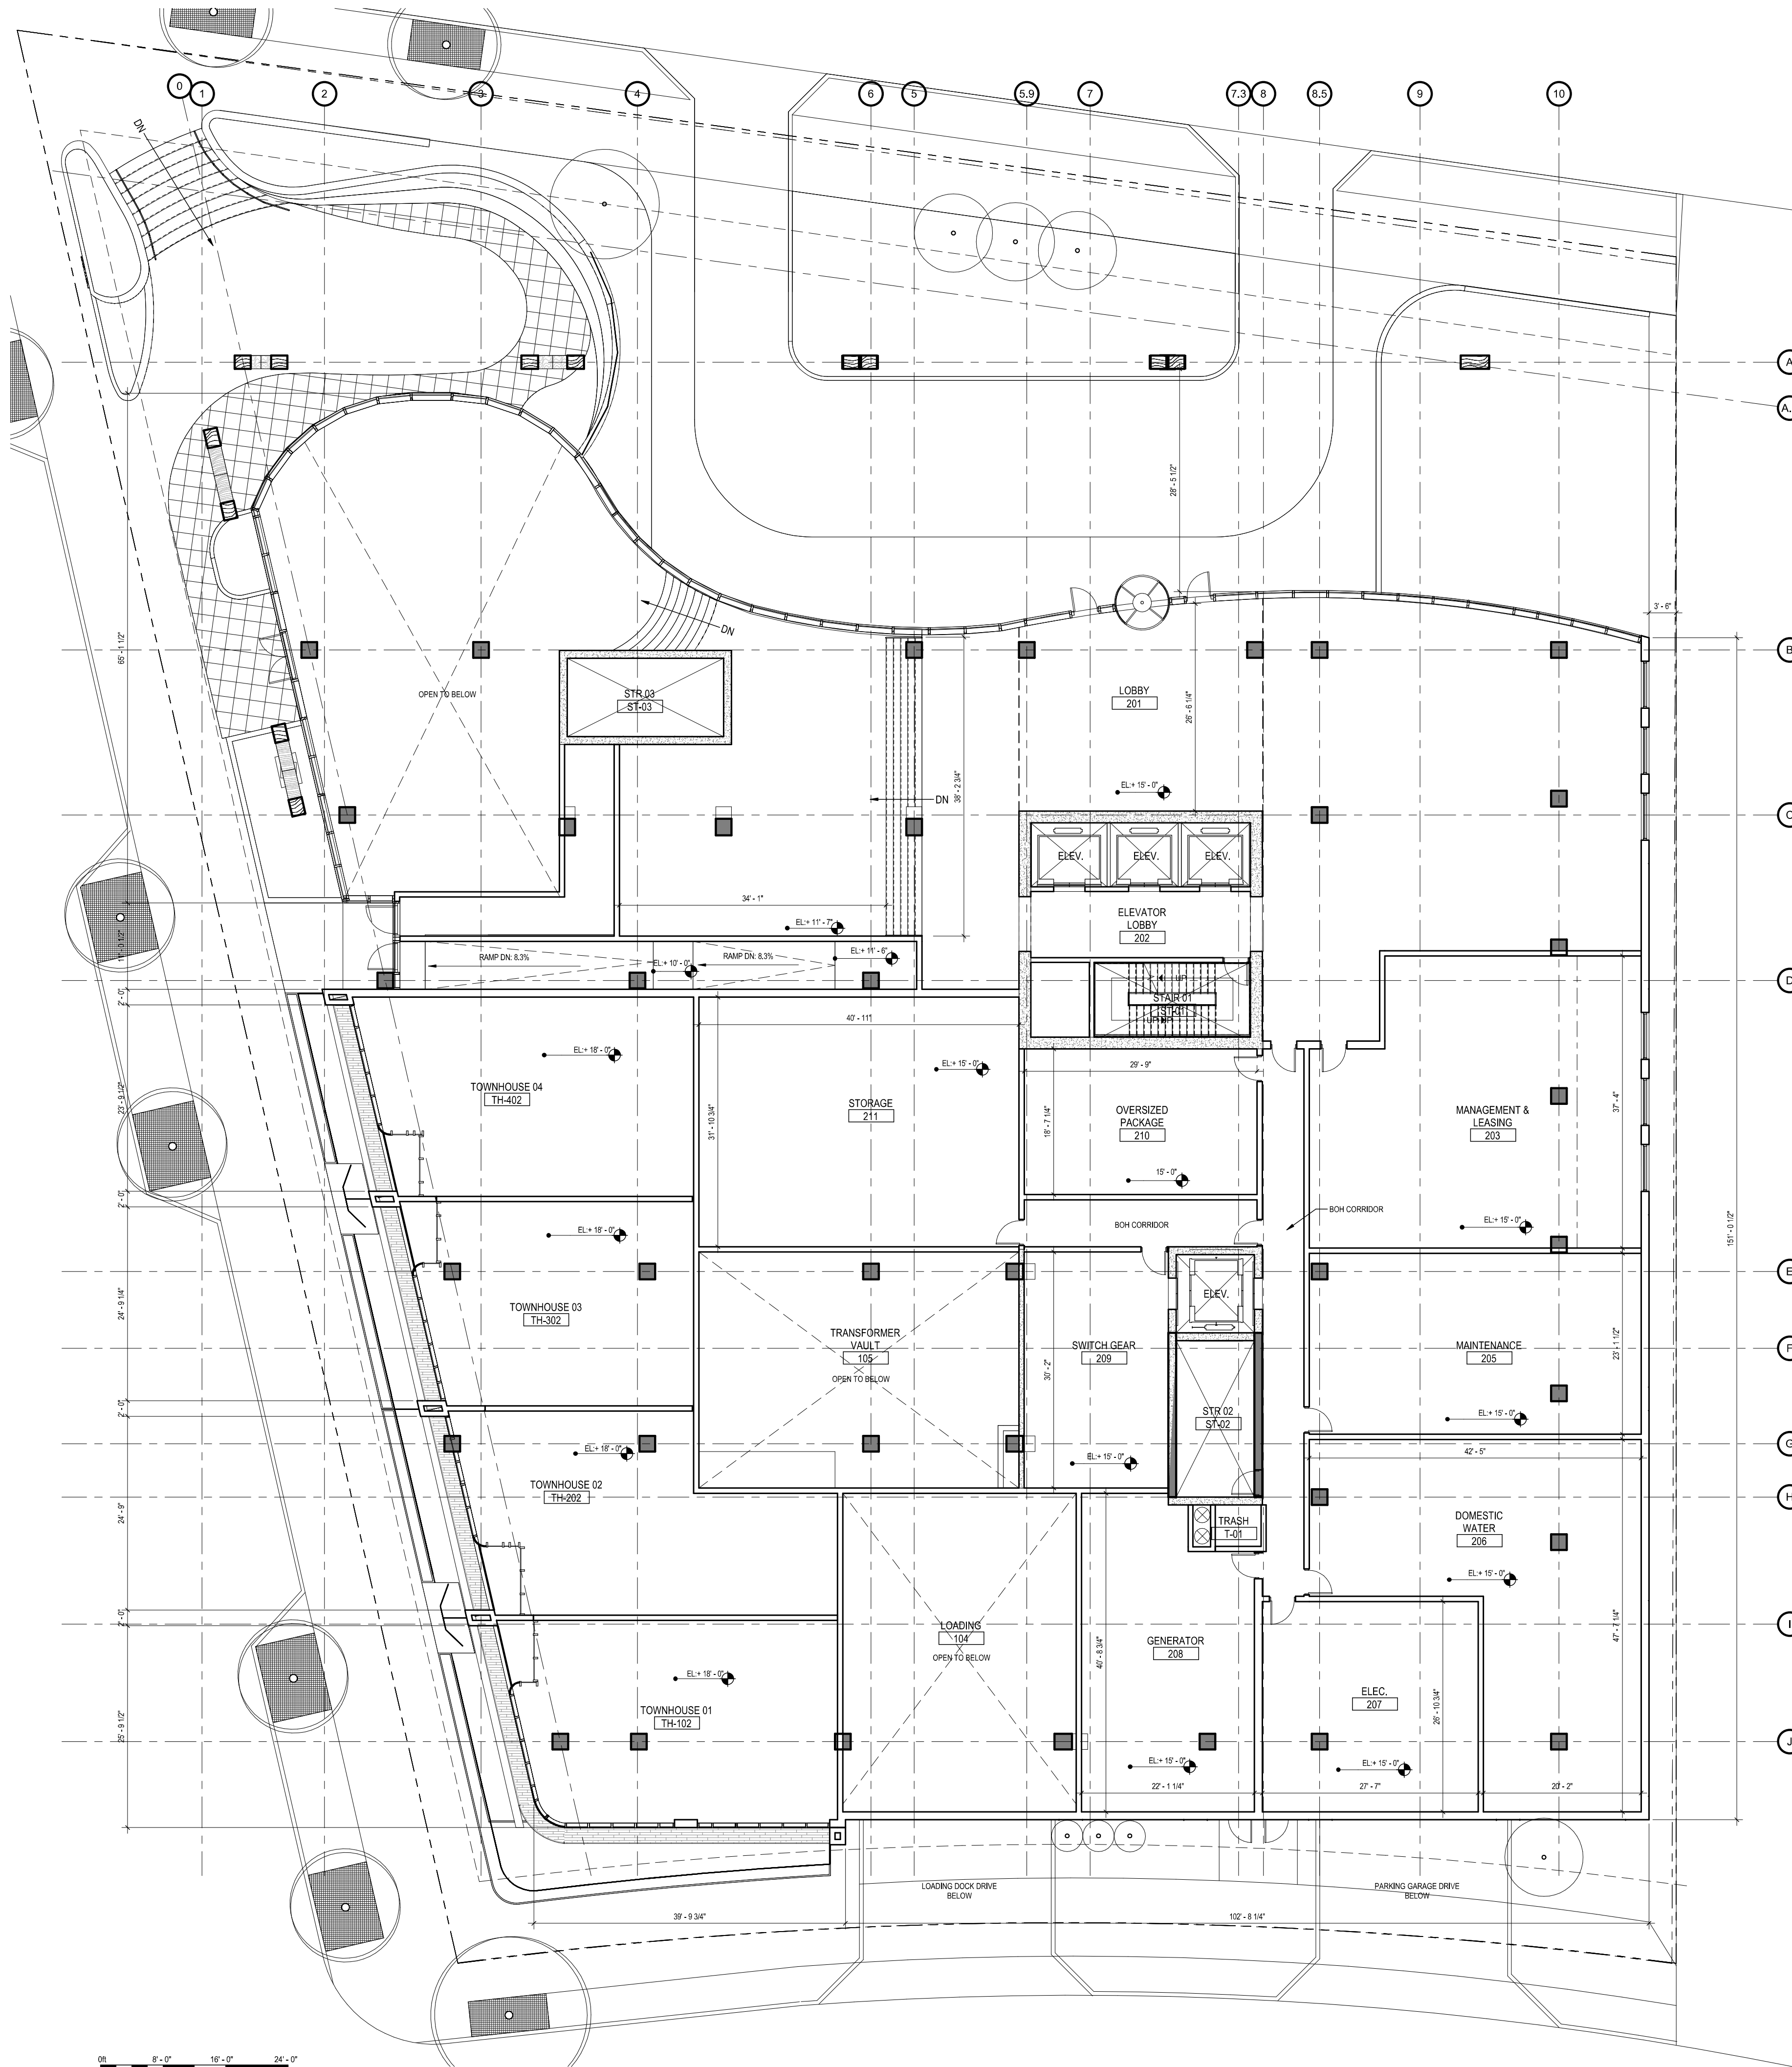 0
1
2
3
4
6
5
5.9
7
7.3
8
8.5
9
10
DN
A
28' - 5 1/2"
3' - 6"
DN
B
65' - 1 1/2"
OPEN TO BELOW
STR 03
ST-03
LOBBY
201
26' - 6 1/4"
EL:+ 15' - 0"
DN
38' - 2 3/4"
C
ELEV.
ELEV.
ELEV.
34' - 1"
ELEVATOR
LOBBY
202
EL:+ 11' - 7"
RAMP DN: 8.3%
EL:+ 10' - 0"
RAMP DN: 8.3%
EL:+ 11' - 6"
D
UP
STAIR 01
ST-01
UP
2' - 0"
40' - 11"
EL:+ 18' - 0"
EL:+ 15' - 0"
29' - 9"
TOWNHOUSE 04
TH-402
23' - 9 1/2"
31' - 10 3/4"
STORAGE
211
18' - 7 1/4"
OVERSIZED
PACKAGE
210
MANAGEMENT &
LEASING
203
37' - 4"
15' - 0"
2' - 0"
EL:+ 18' - 0"
BOH CORRIDOR
BOH CORRIDOR
EL:+ 15' - 0"
151' - 0 1/2"
E
24' - 9 1/4"
TOWNHOUSE 03
TH-302
ELEV.
TRANSFORMER
VAULT
105
OPEN TO BELOW
SWITCH GEAR
209
30' - 2"
MAINTENANCE
205
23' - 1 1/2"
F
2' - 0"
STR 02
ST-02
EL:+ 15' - 0"
EL:+ 18' - 0"
EL:+ 15' - 0"
42' - 5"
G
TOWNHOUSE 02
TH-202
24' - 9"
H
TRASH
T-01
DOMESTIC
WATER
206
EL:+ 15' - 0"
2' - 0"
LOADING
104
OPEN TO BELOW
40' - 8 3/4"
GENERATOR
208
47' - 7 1/4"
I
EL:+ 18' - 0"
TOWNHOUSE 01
TH-102
25' - 9 1/2"
ELEC.
207
26' - 10 3/4"
J
EL:+ 15' - 0"
EL:+ 15' - 0"
22' - 1 1/4"
27' - 7"
20' - 2"
LOADING DOCK DRIVE
BELOW
PARKING GARAGE DRIVE
BELOW
39' - 9 3/4"
102' - 8 1/4"
0ft
8' - 0"
16' - 0"
24' - 0"